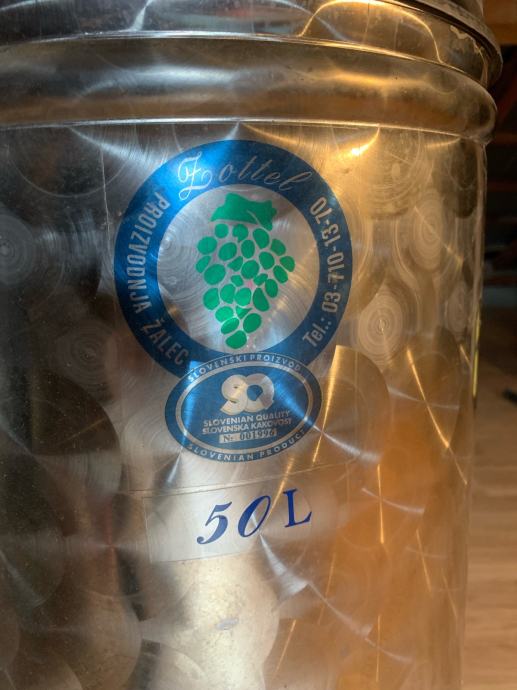 Zottel
PROIZVODNJA ŽALEC
Tel.: 03-710-13-70
SLOVENSKI PROIZVOD
SQ
SLOVENIAN QUALITY
SLOVENSKA KAKOVOST
No 001996
SLOVENIAN PRODUCT
50 L